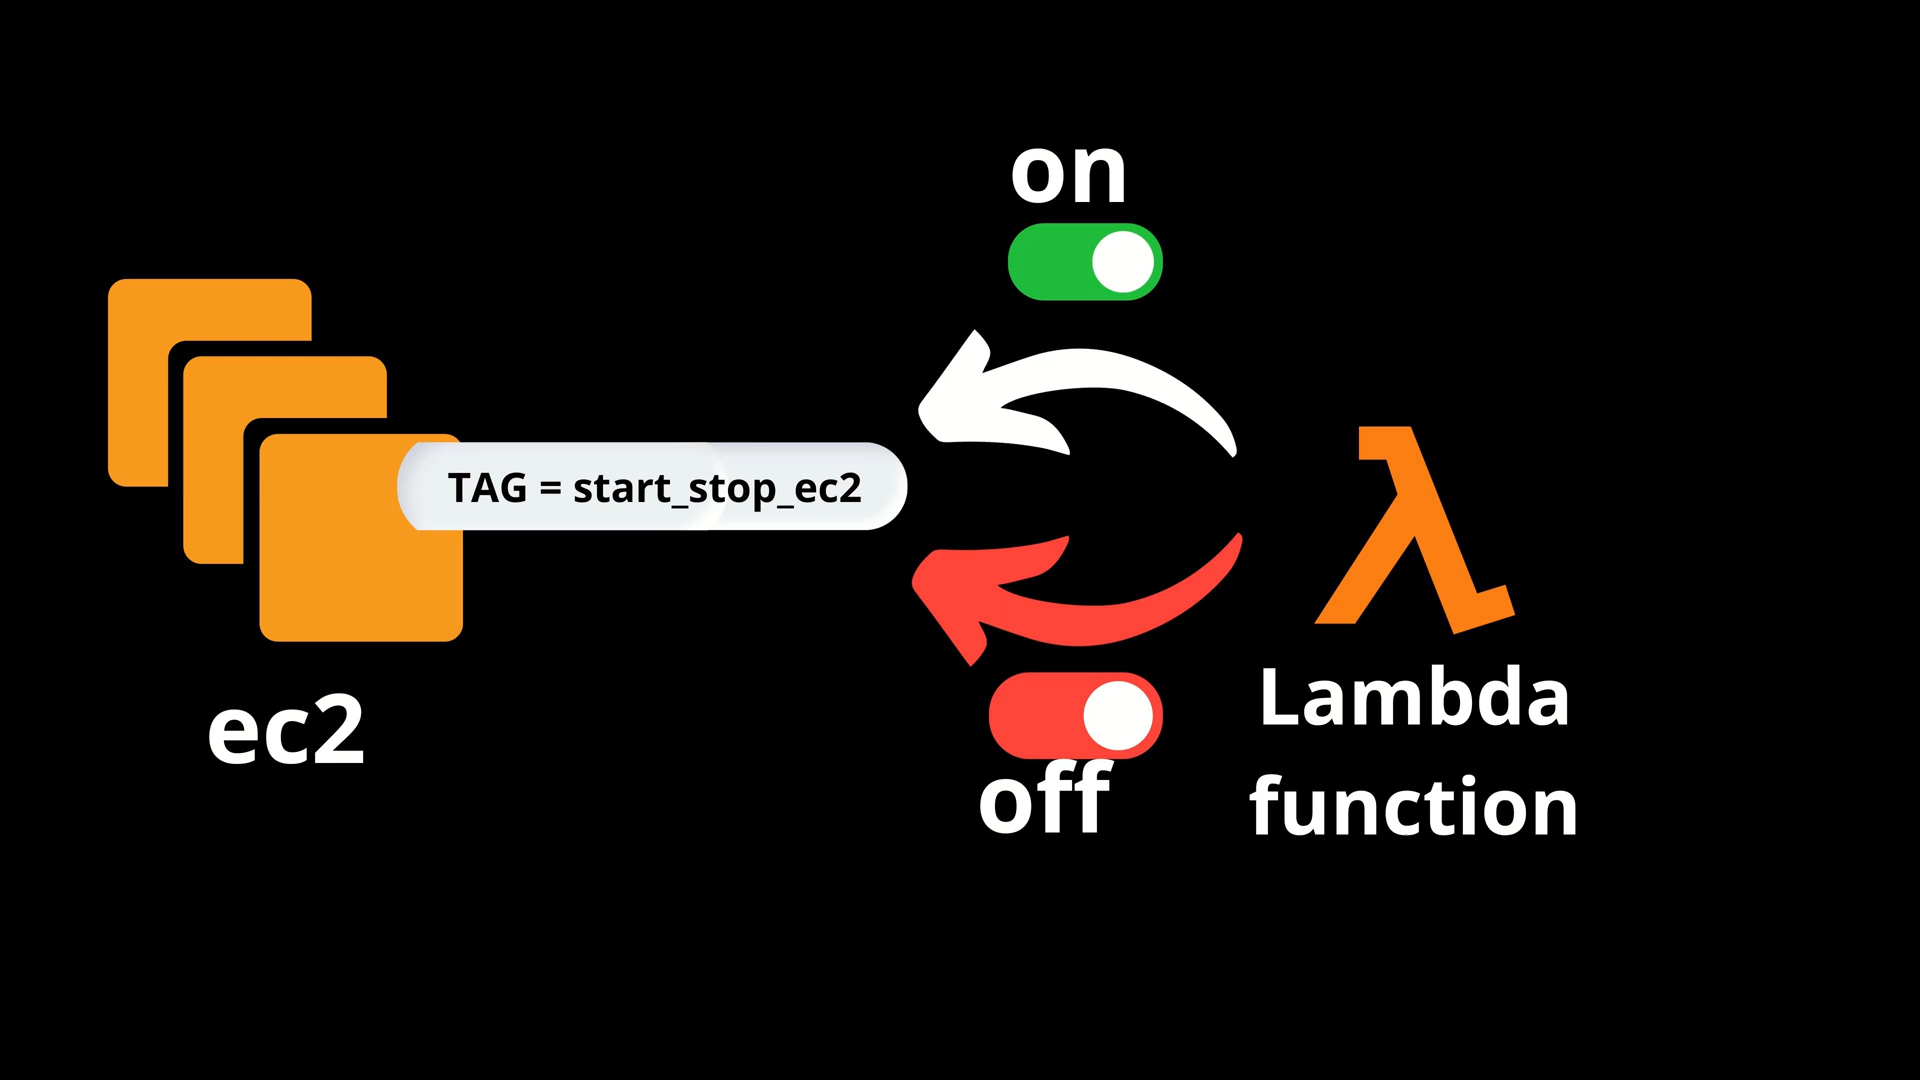 on
TAG = start_stop_ec2
ec2
off
Lambda
function